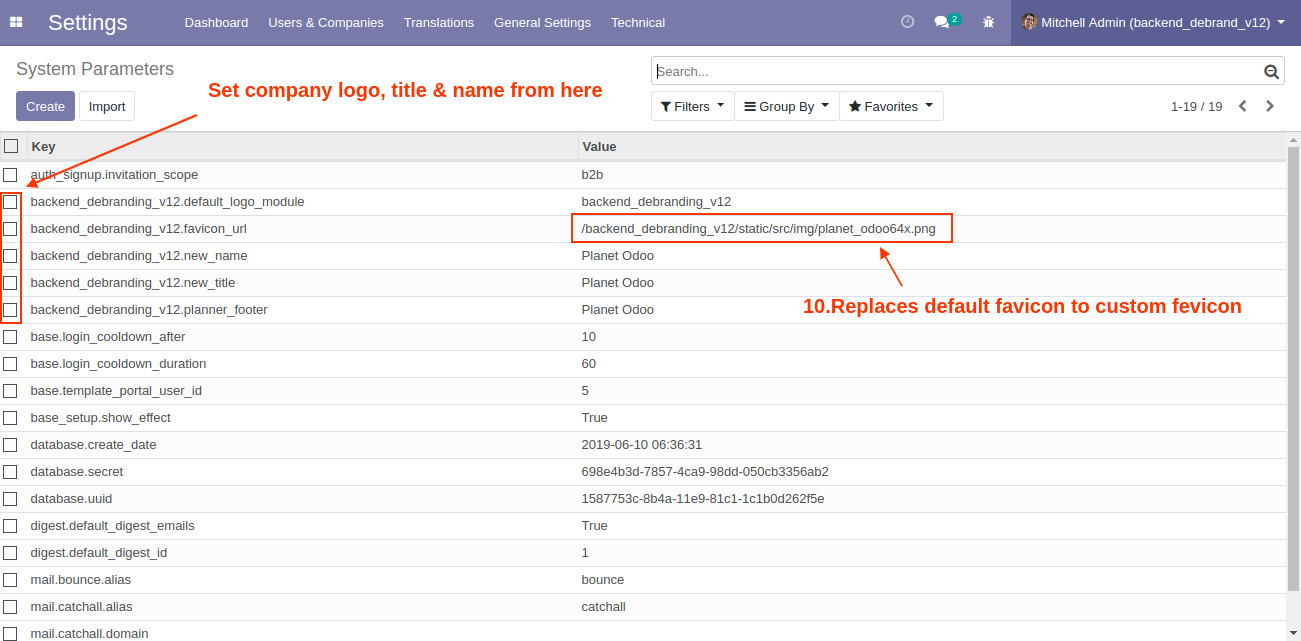 Settings Dashboard Users & Companies Translations General Settings Technical 2 Mitchell Admin (backend_debrand_v12)
System Parameters
Search...
Set company logo, title & name from here
Create Import Filters Group By Favorites 1-19 / 19
Key Value
auth_signup.invitation_scope b2b
backend_debranding_v12.default_logo_module backend_debranding_v12
backend_debranding_v12.favicon_url /backend_debranding_v12/static/src/img/planet_odoo64x.png
backend_debranding_v12.new_name Planet Odoo
backend_debranding_v12.new_title Planet Odoo
10.Replaces default favicon to custom fevicon
backend_debranding_v12.planner_footer Planet Odoo
base.login_cooldown_after 10
base.login_cooldown_duration 60
base.template_portal_user_id 5
base_setup.show_effect True
database.create_date 2019-06-10 06:36:31
database.secret 698e4b3d-7857-4ca9-98dd-050cb3356ab2
database.uuid 1587753c-8b4a-11e9-81c1-1c1b0d262f5e
digest.default_digest_emails True
digest.default_digest_id 1
mail.bounce.alias bounce
mail.catchall.alias catchall
mail.catchall.domain